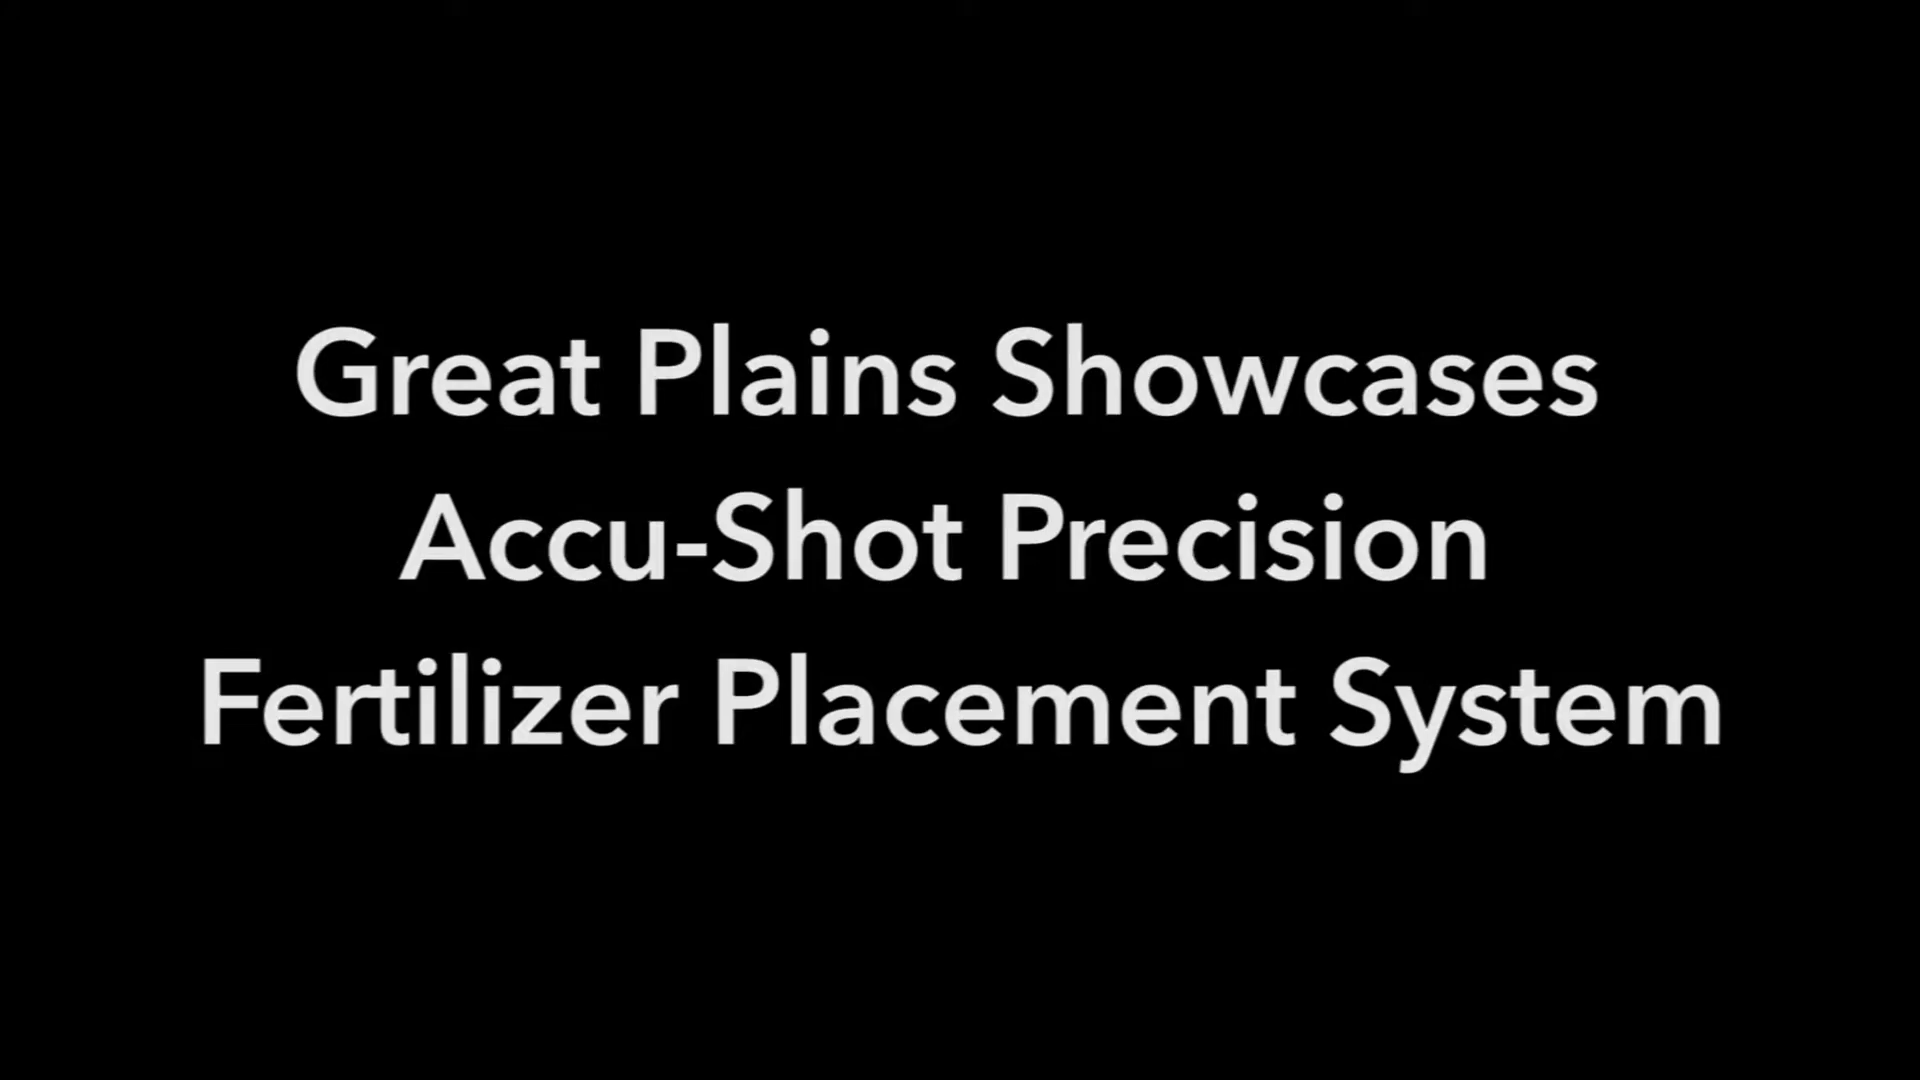 Great Plains Showcases
Accu-Shot Precision
Fertilizer Placement System